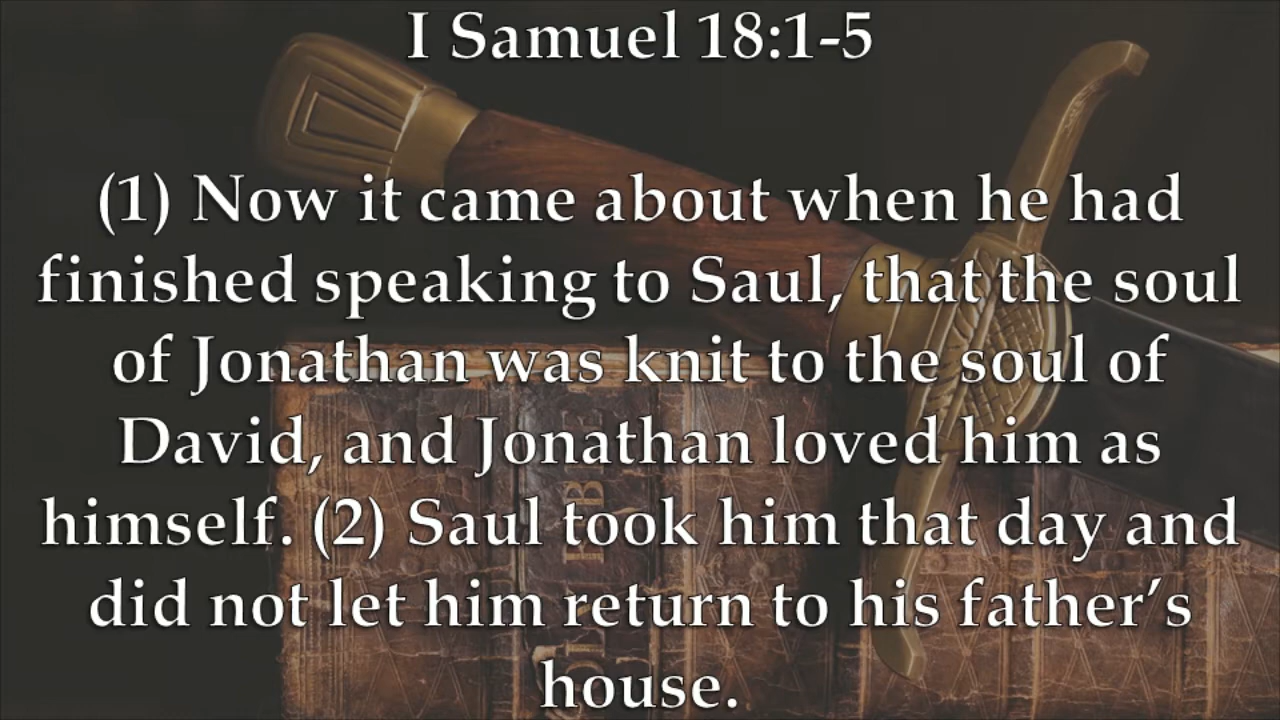 I Samuel 18:1-5
(1) Now it came about when he had
finished speaking to Saul, that the soul
of Jonathan was knit to the soul of
David, and Jonathan loved him as
himself. (2) Saul took him that day and
did not let him return to his father’s
house.